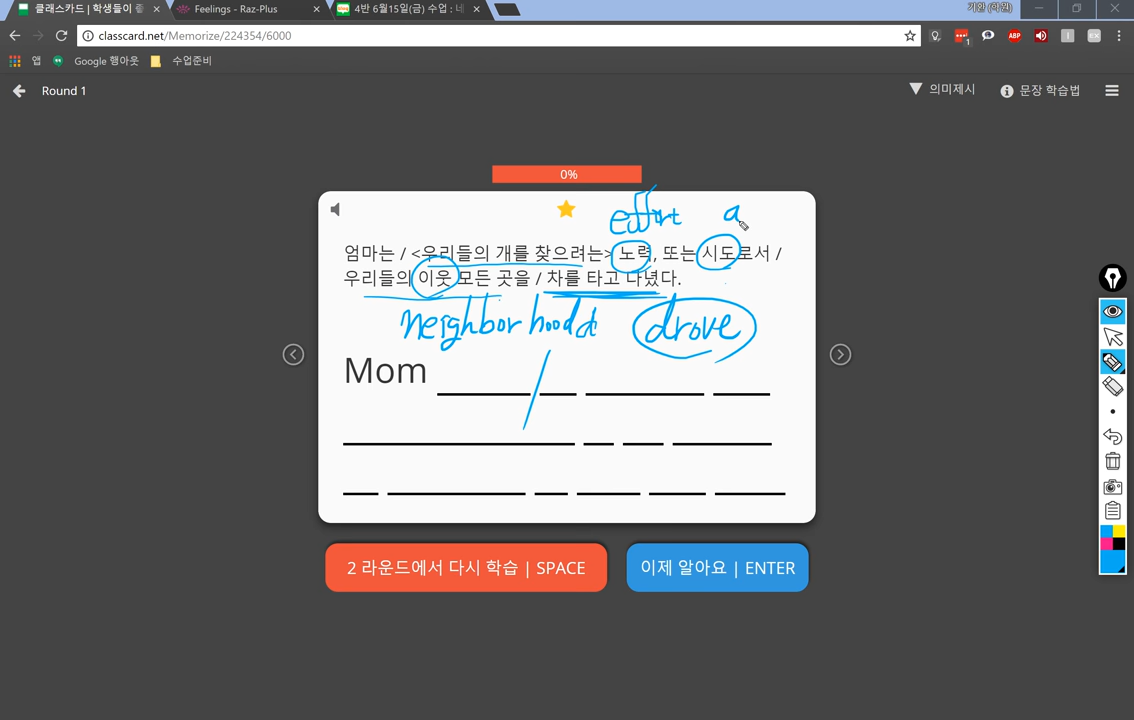 클래스카드 | 학생들이 즐
Feelings - Raz-Plus
4반 6월15일(금) 수업 : 네
기환 (학원)
classcard.net/Memorize/224354/6000
앱
Google 행아웃
수업준비
Round 1
의미제시
문장 학습법
0%
effort a
엄마는 / <우리들의 개를 찾으려는> 노력, 또는 시도로서 /
우리들의 이웃 모든 곳을 / 차를 타고 다녔다.
neighborhood drove
Mom
2 라운드에서 다시 학습 | SPACE
이제 알아요 | ENTER